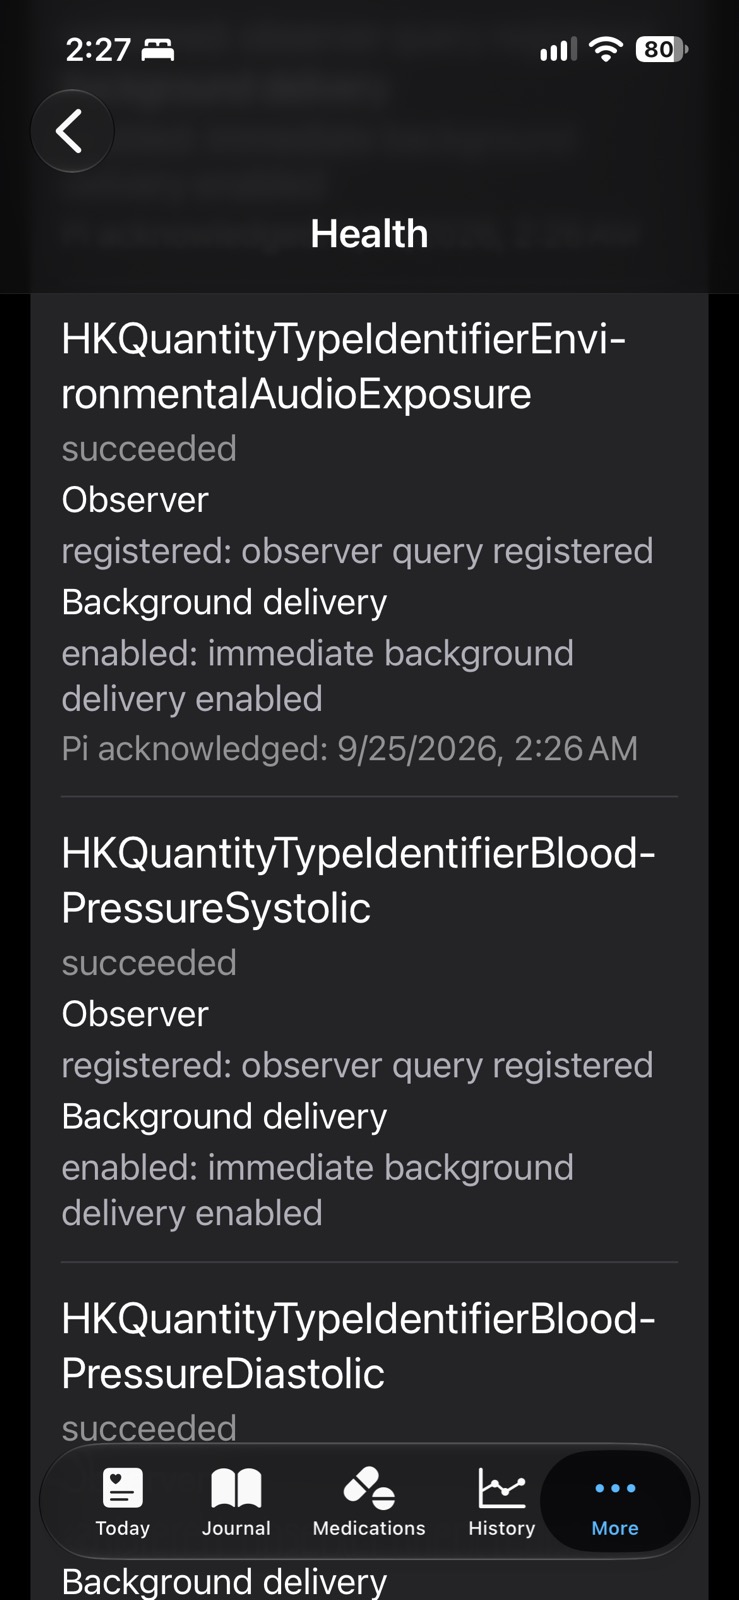 2:27
80
Health
HKQuantityTypeIdentifierEnvi-
ronmentalAudioExposure
succeeded
Observer
registered: observer query registered
Background delivery
enabled: immediate background
delivery enabled
Pi acknowledged: 9/25/2026, 2:26 AM
HKQuantityTypeIdentifierBlood-
PressureSystolic
succeeded
Observer
registered: observer query registered
Background delivery
enabled: immediate background
delivery enabled
HKQuantityTypeIdentifierBlood-
PressureDiastolic
succeeded
Today
Journal
Medications
History
More
Background delivery